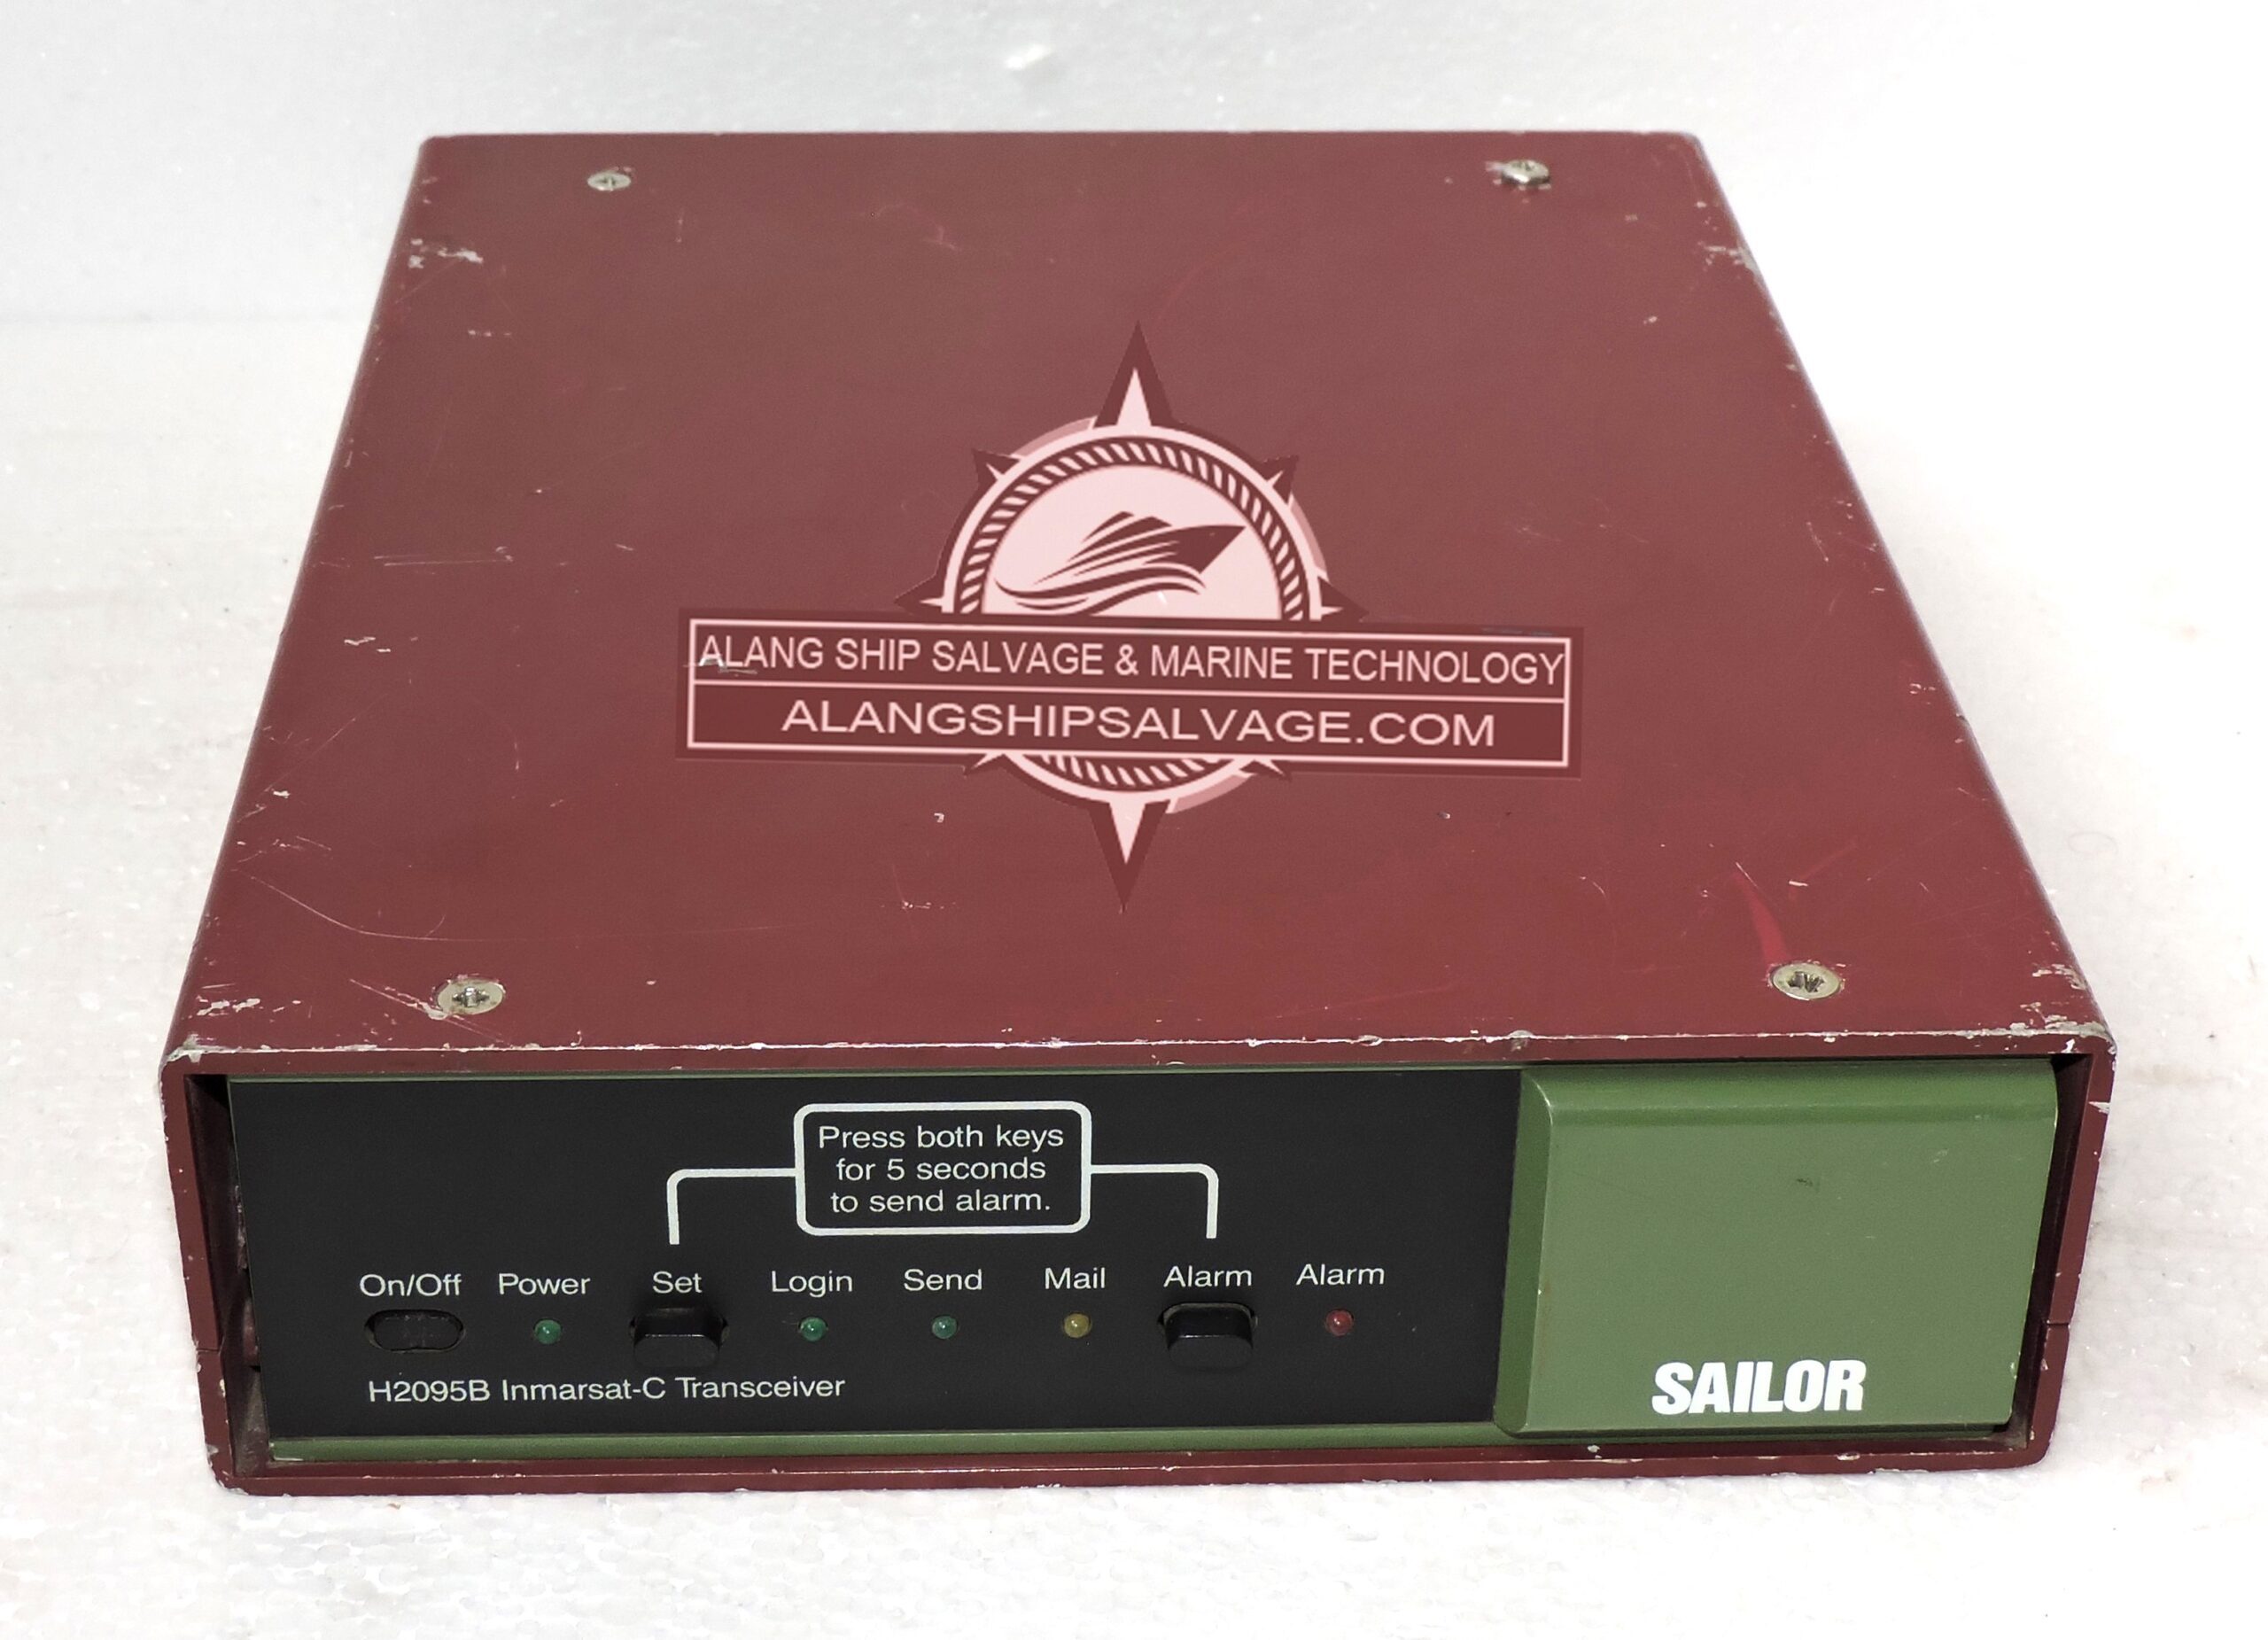 ALANG SHIP SALVAGE & MARINE TECHNOLOGY
ALANGSHIPSALVAGE.COM
Press both keys
for 5 seconds
to send alarm.
On/Off Power Set Login Send Mail Alarm Alarm
H2095B Inmarsat-C Transceiver
SAILOR